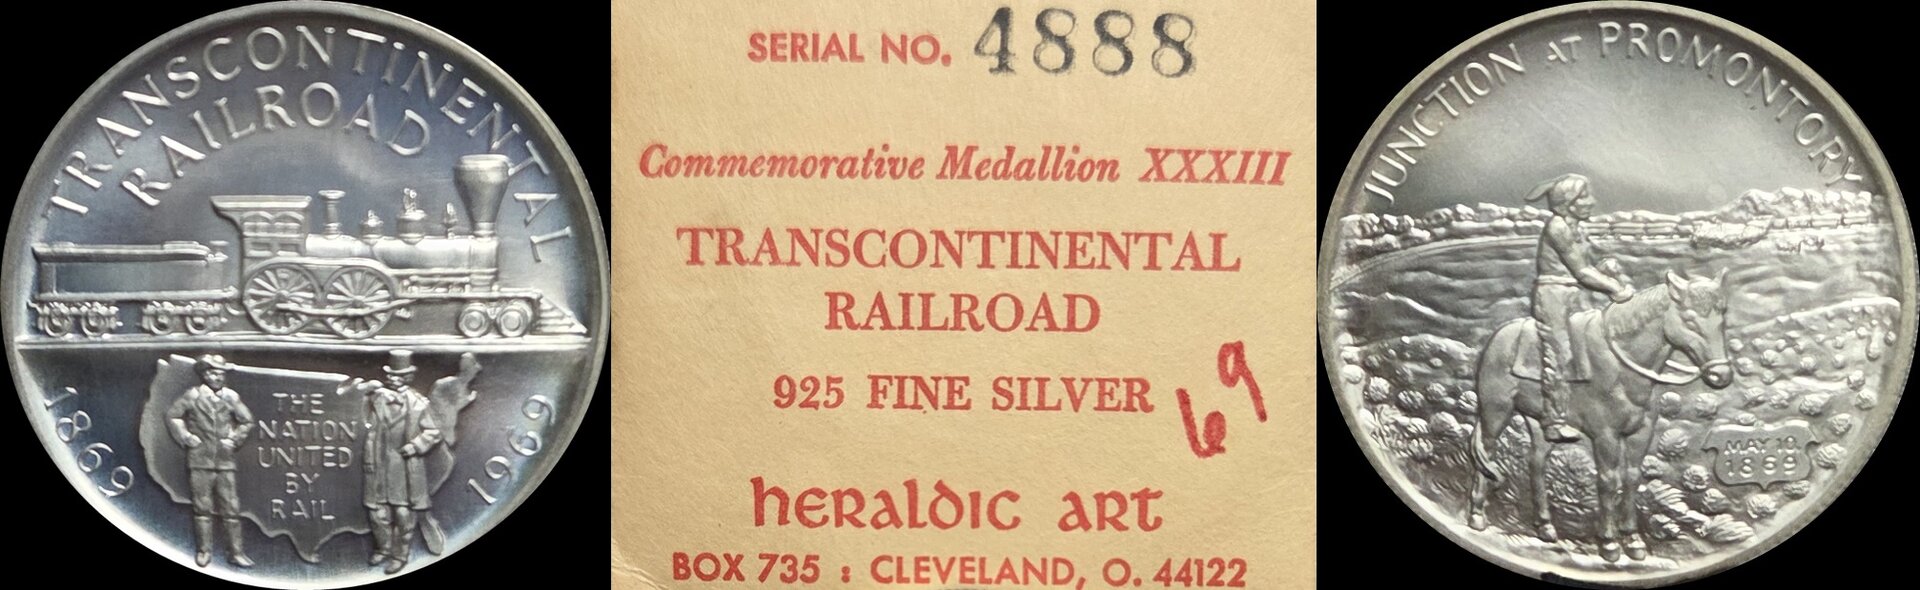 TRANSCONTINENTAL
RAILROAD
1869
1969
THE
NATION
UNITED
BY
RAIL
SERIAL NO. 4888
Commemorative Medallion XXXIII
TRANSCONTINENTAL
RAILROAD
925 FINE SILVER
69
heraldic art
BOX 735 : CLEVELAND, O. 44122
JUNCTION AT PROMONTORY
MAY 10
1869